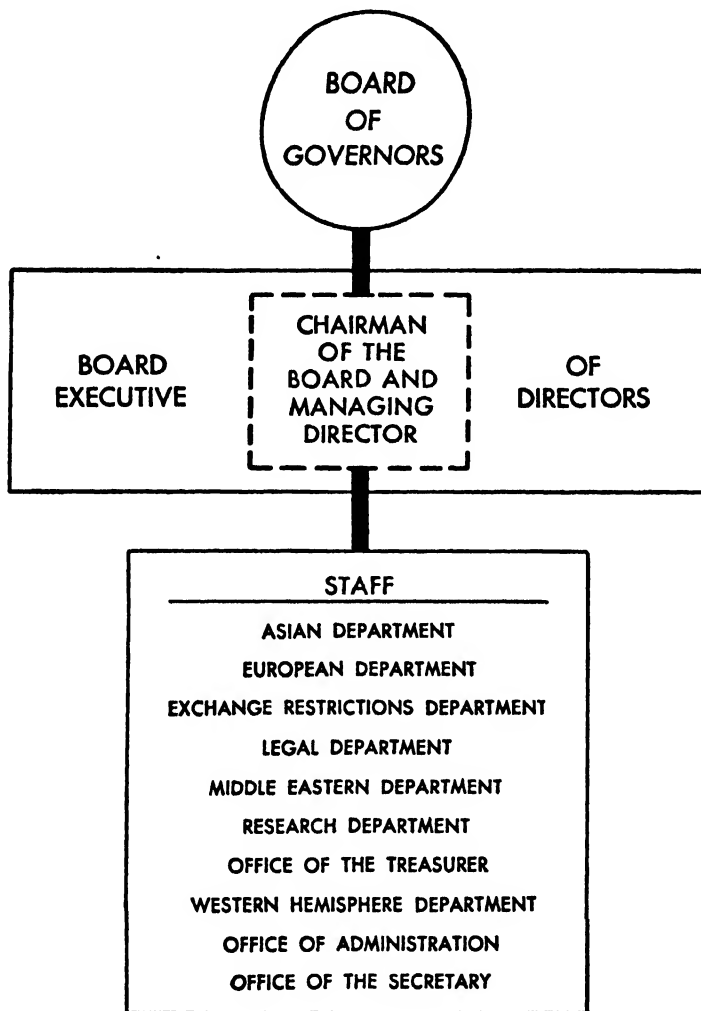 BOARD
OF
GOVERNORS
BOARD
EXECUTIVE
CHAIRMAN
OF THE
BOARD AND
MANAGING
DIRECTOR
OF
DIRECTORS
STAFF
ASIAN DEPARTMENT
EUROPEAN DEPARTMENT
EXCHANGE RESTRICTIONS DEPARTMENT
LEGAL DEPARTMENT
MIDDLE EASTERN DEPARTMENT
RESEARCH DEPARTMENT
OFFICE OF THE TREASURER
WESTERN HEMISPHERE DEPARTMENT
OFFICE OF ADMINISTRATION
OFFICE OF THE SECRETARY